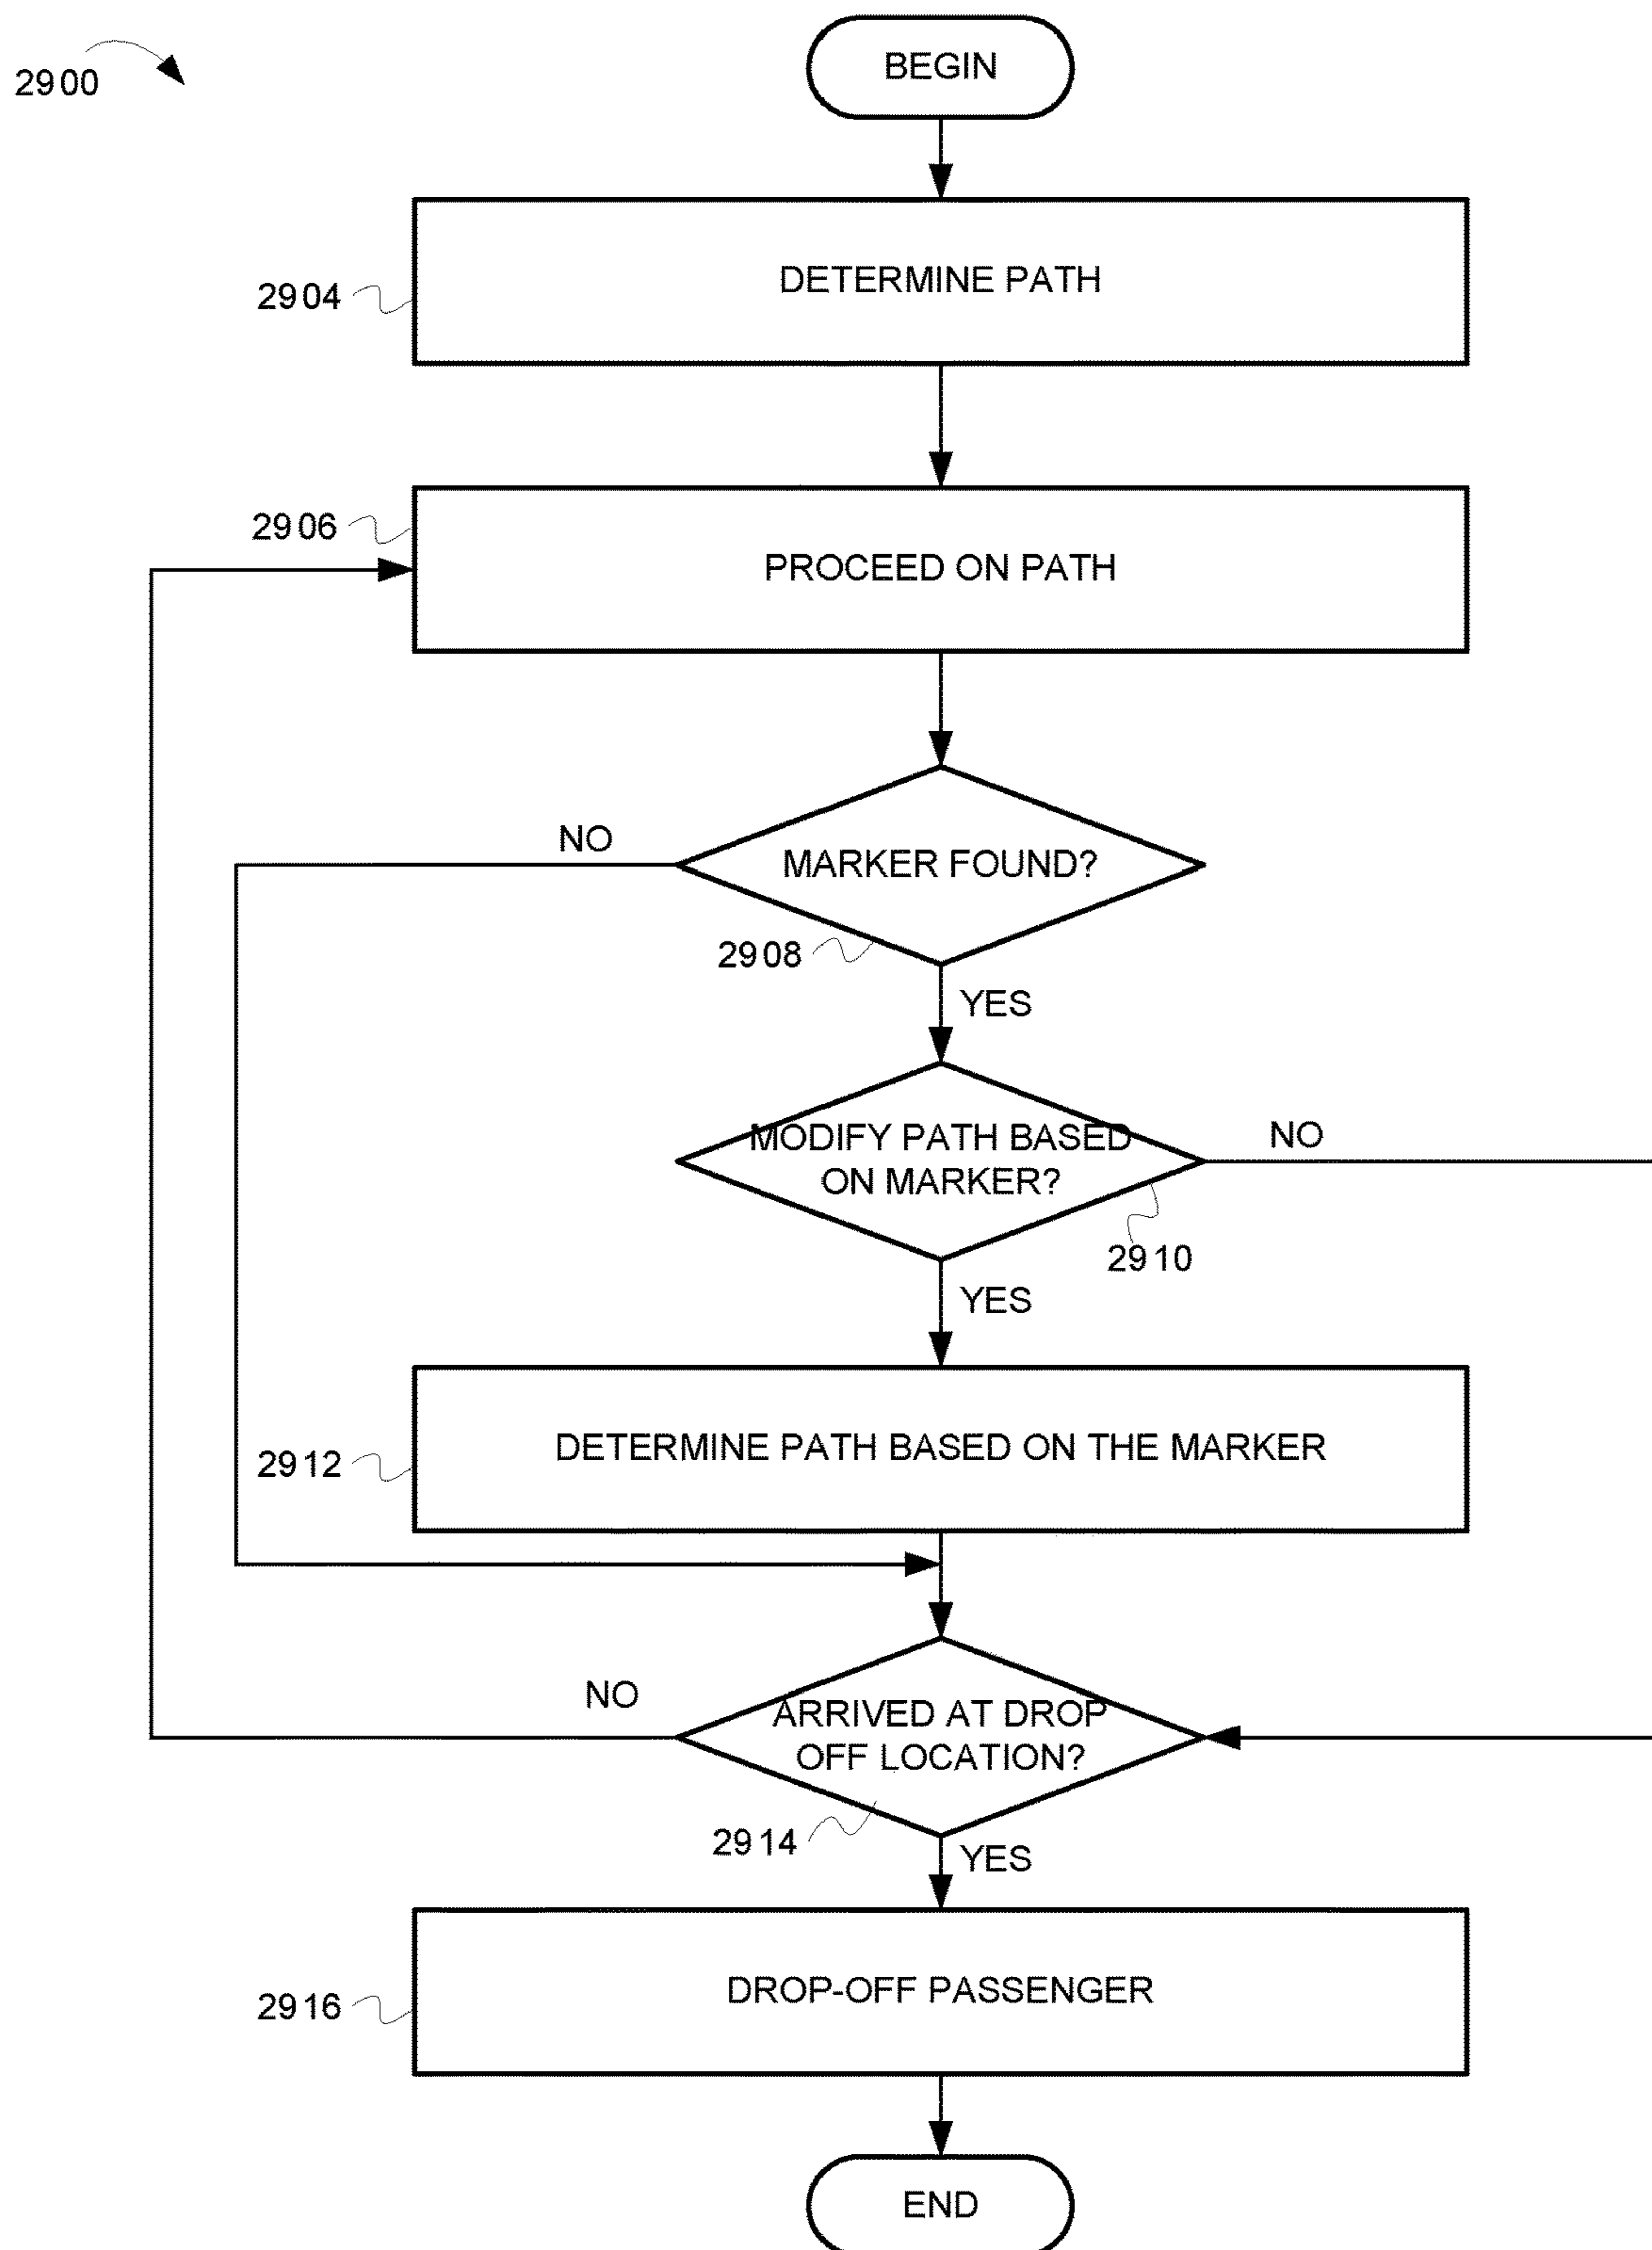 BEGIN
2900
DETERMINE PATH
2904
2906
PROCEED ON PATH
NO
MARKER FOUND?
2908
YES
MODIFY PATH BASED
NO
ON MARKER?
2910
YES
DETERMINE PATH BASED ON THE MARKER
2912
NO
ARRIVED AT DROP
OFF LOCATION?
2914
YES
DROP-OFF PASSENGER
2916
END